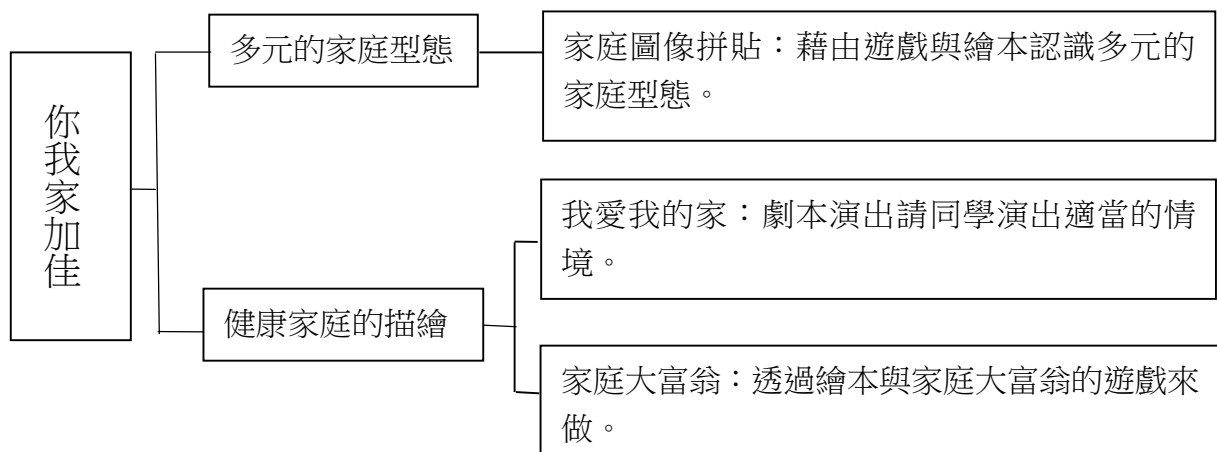 你我家加佳
多元的家庭型態
家庭圖像拼貼：藉由遊戲與繪本認識多元的
家庭型態。
健康家庭的描繪
我愛我的家：劇本演出請同學演出適當的情
境。
家庭大富翁：透過繪本與家庭大富翁的遊戲來
做。